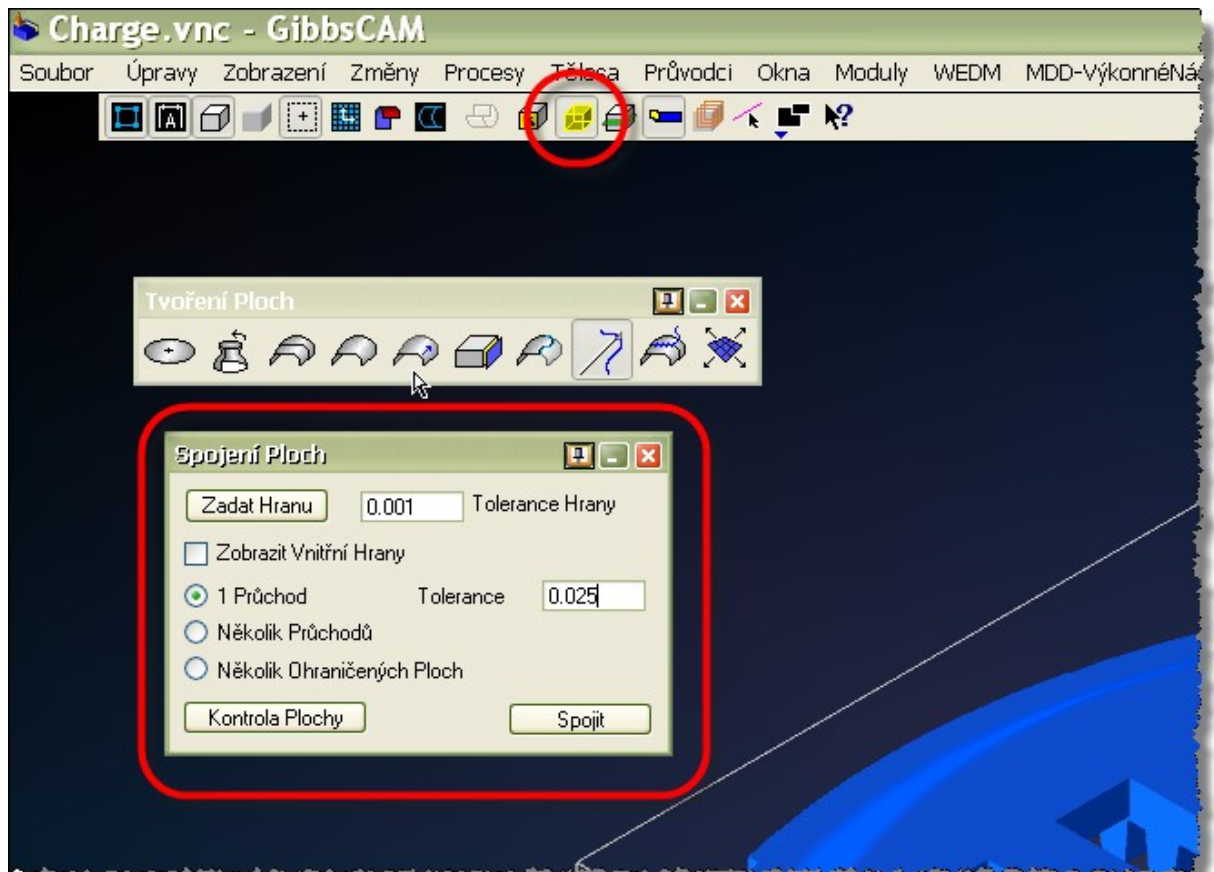 Charge.vnc - GibbsCAM
Soubor Úpravy Zobrazení Změny Procesy Tělesa Průvodci Okna Moduly WEDM MDD-VýkonnéNá
Tvoření Ploch
Spojení Ploch
Zadat Hranu 0.001 Tolerance Hrany
Zobrazit Vnitřní Hrany
1 Průchod Tolerance 0.025
Několik Průchodů
Několik Ohraničených Ploch
Kontrola Plochy Spojit